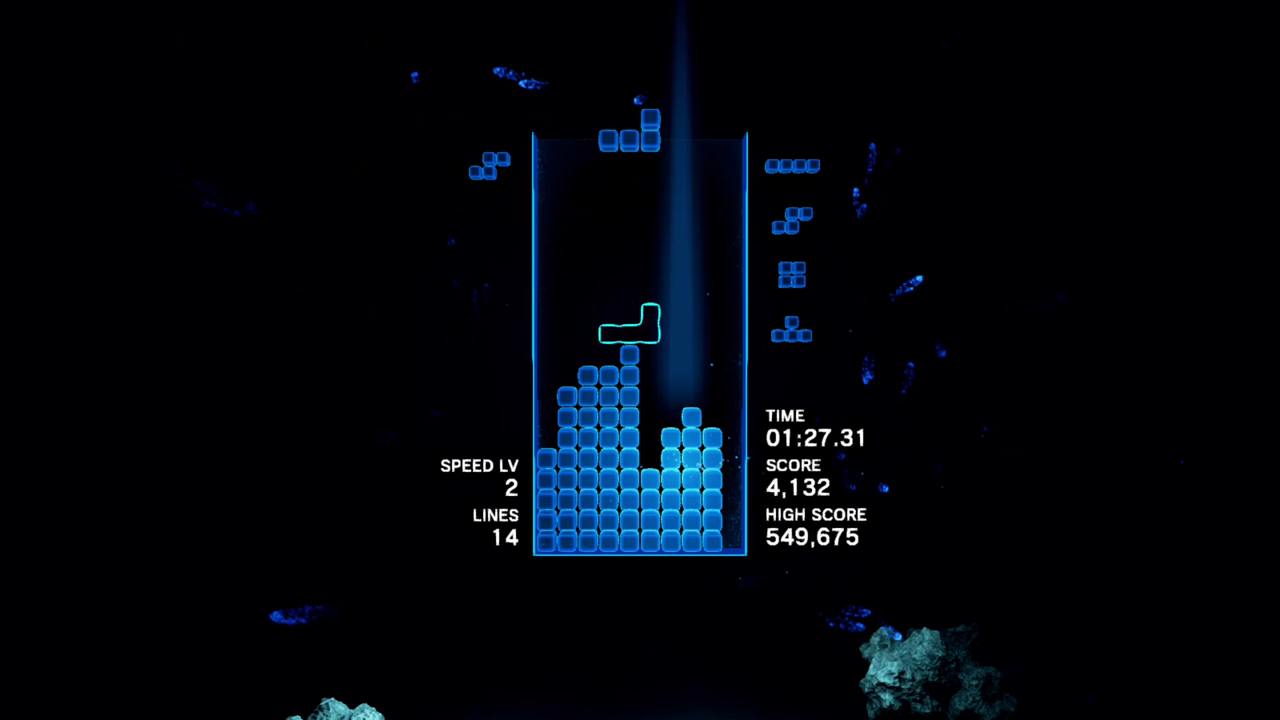 SPEED LV
2
LINES
14
TIME
01:27.31
SCORE
4,132
HIGH SCORE
549,675